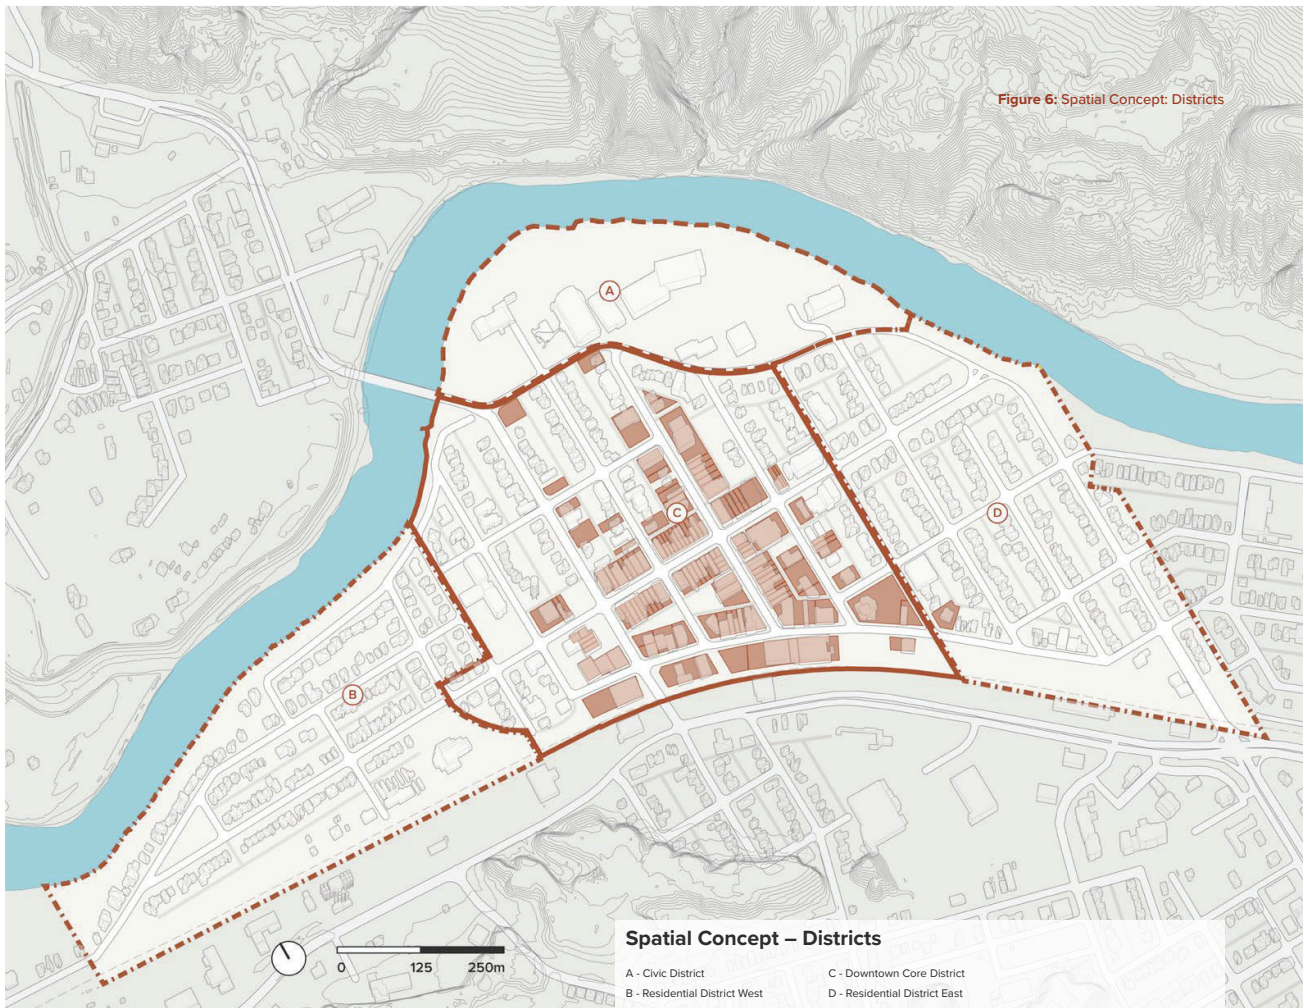 Figure 6: Spatial Concept: Districts
A
C
D
B
0 125 250m
Spatial Concept – Districts
A - Civic District
B - Residential District West
C - Downtown Core District
D - Residential District East